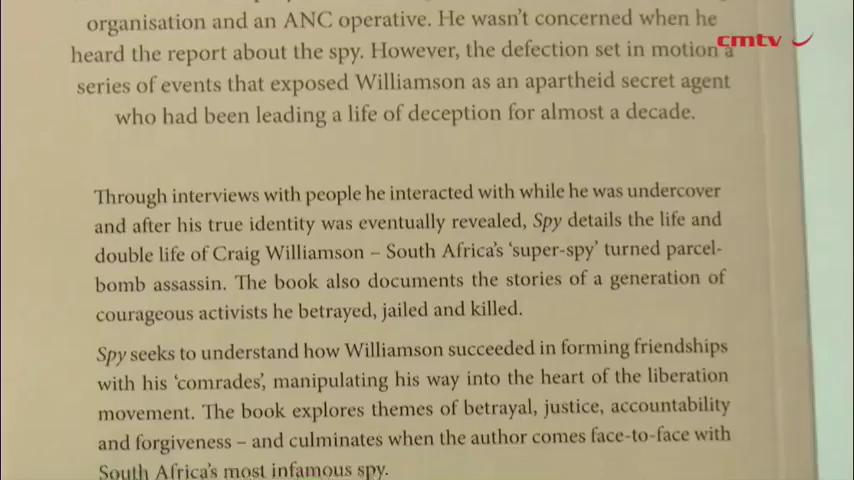 organisation and an ANC operative. He wasn't concerned when he
cmtv
heard the report about the spy. However, the defection set in motion a
series of events that exposed Williamson as an apartheid secret agent
who had been leading a life of deception for almost a decade.
Through interviews with people he interacted with while he was undercover
and after his true identity was eventually revealed, Spy details the life and
double life of Craig Williamson – South Africa's 'super-spy' turned parcel-
bomb assassin. The book also documents the stories of a generation of
courageous activists he betrayed, jailed and killed.
Spy seeks to understand how Williamson succeeded in forming friendships
with his 'comrades', manipulating his way into the heart of the liberation
movement. The book explores themes of betrayal, justice, accountability
and forgiveness – and culminates when the author comes face-to-face with
South Africa's most infamous spy.